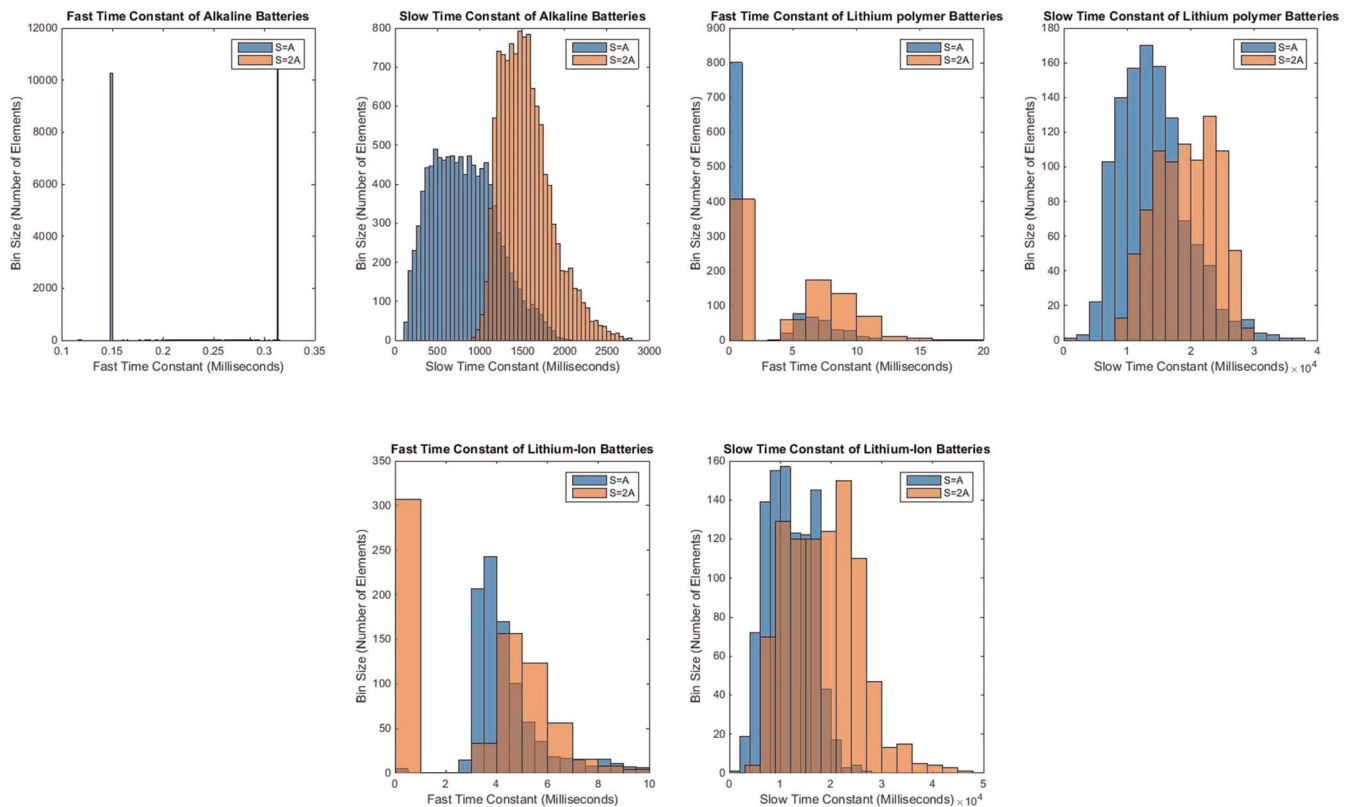 Fast Time Constant of Alkaline Batteries
12000
10000
8000
6000
4000
2000
0
0.1 0.15 0.2 0.25 0.3 0.35
Bin Size (Number of Elements)
Fast Time Constant (Milliseconds)
S=A
S=2A
Slow Time Constant of Alkaline Batteries
800
700
600
500
400
300
200
100
0
0 500 1000 1500 2000 2500 3000
Bin Size (Number of Elements)
Slow Time Constant (Milliseconds)
S=A
S=2A
Fast Time Constant of Lithium polymer Batteries
900
800
700
600
500
400
300
200
100
0
0 5 10 15 20
Bin Size (Number of Elements)
Fast Time Constant (Milliseconds)
S=A
S=2A
Slow Time Constant of Lithium polymer Batteries
180
160
140
120
100
80
60
40
20
0
0 1 2 3 4
Bin Size (Number of Elements)
Slow Time Constant (Milliseconds) ×10^4
S=A
S=2A
Fast Time Constant of Lithium-Ion Batteries
350
300
250
200
150
100
50
0
0 2 4 6 8 10
Bin Size (Number of Elements)
Fast Time Constant (Milliseconds)
S=A
S=2A
Slow Time Constant of Lithium-Ion Batteries
160
140
120
100
80
60
40
20
0
0 1 2 3 4 5
Bin Size (Number of Elements)
Slow Time Constant (Milliseconds) ×10^4
S=A
S=2A